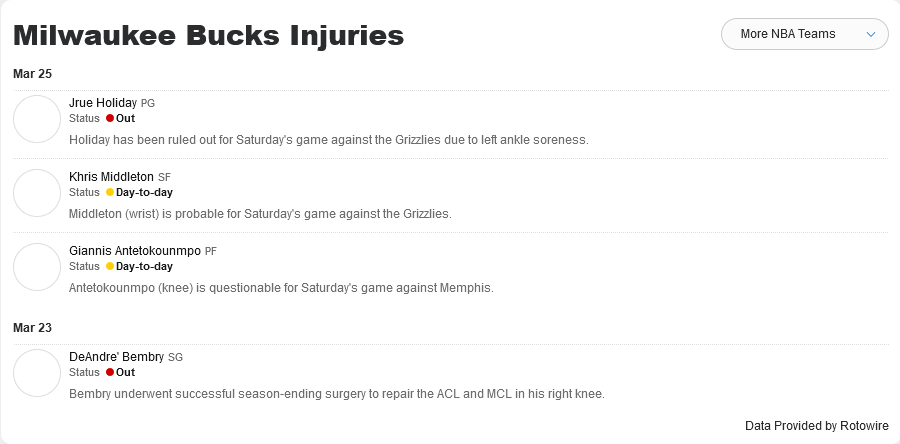 Milwaukee Bucks Injuries
More NBA Teams
Mar 25
Jrue Holiday PG
Status Out
Holiday has been ruled out for Saturday's game against the Grizzlies due to left ankle soreness.
Khris Middleton SF
Status Day-to-day
Middleton (wrist) is probable for Saturday's game against the Grizzlies.
Giannis Antetokounmpo PF
Status Day-to-day
Antetokounmpo (knee) is questionable for Saturday's game against Memphis.
Mar 23
DeAndre' Bembry SG
Status Out
Bembry underwent successful season-ending surgery to repair the ACL and MCL in his right knee.
Data Provided by Rotowire